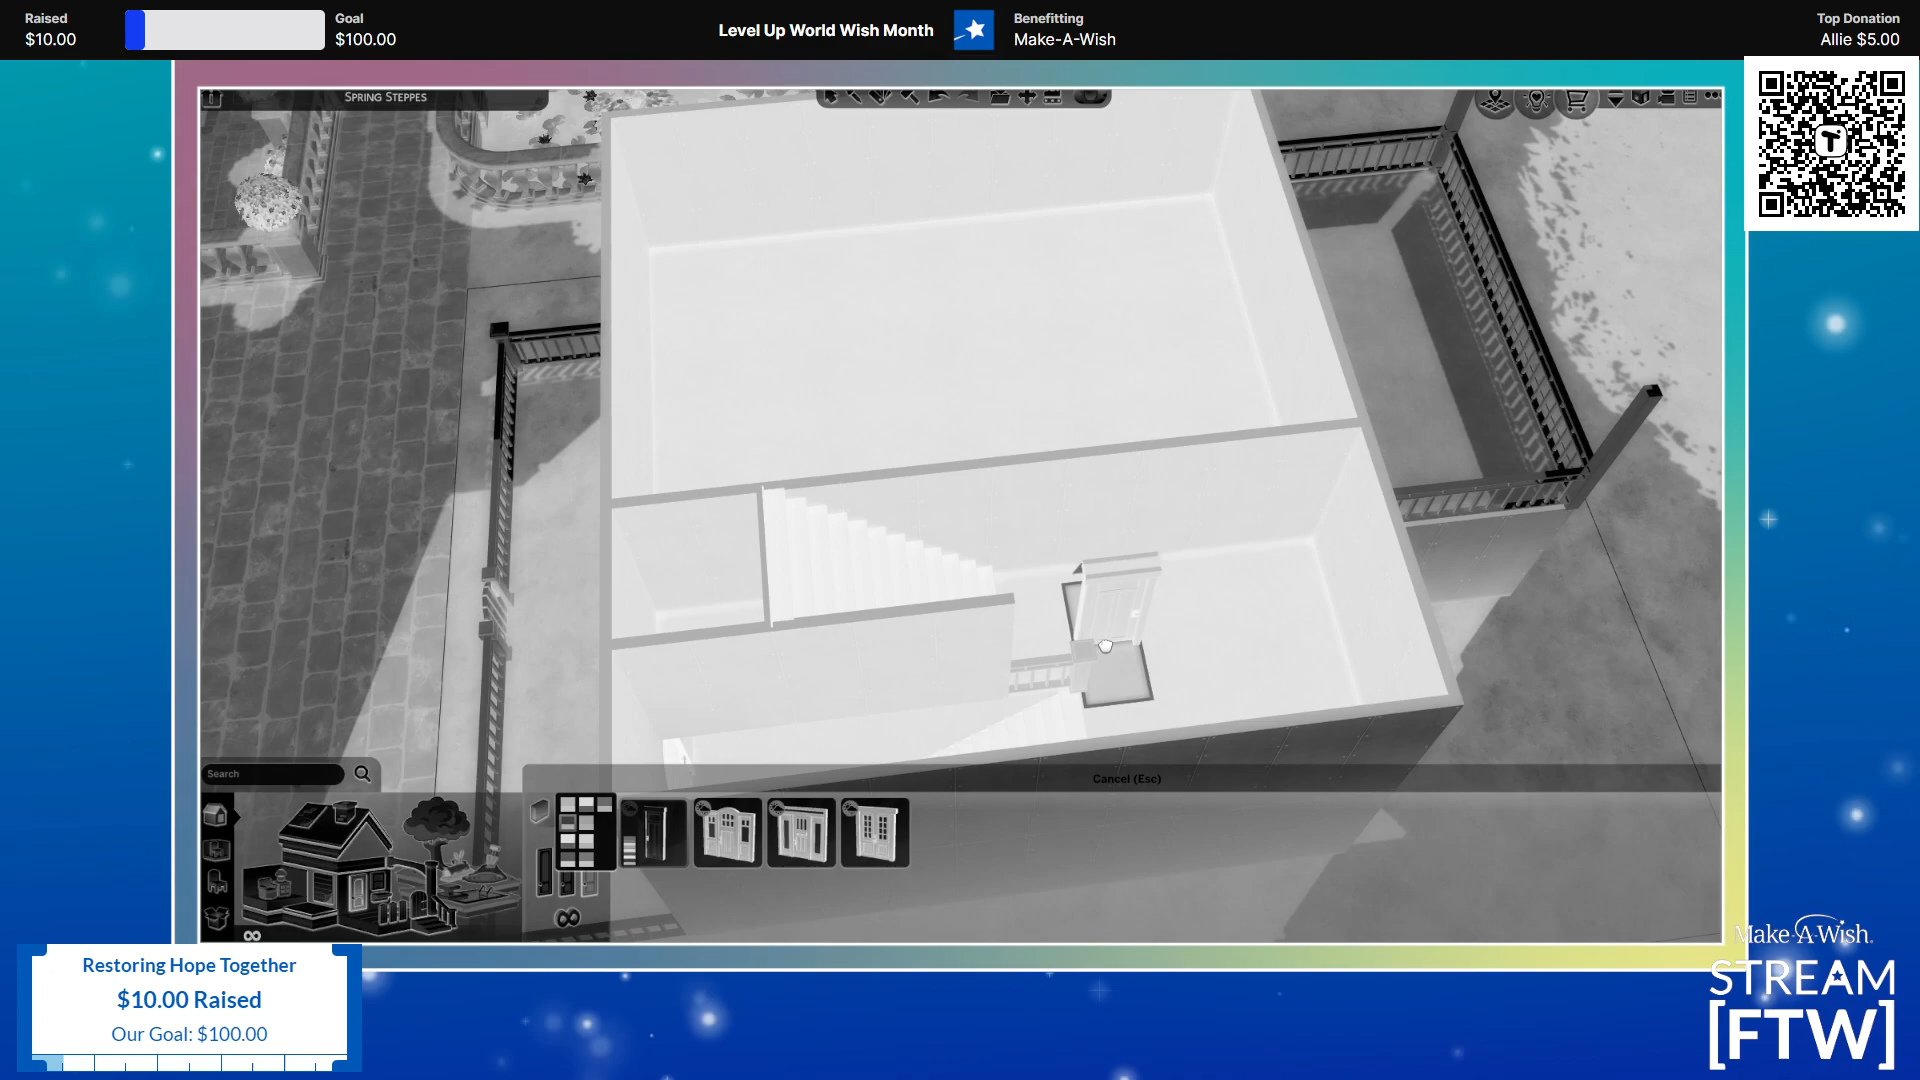 Raised
$10.00
Goal
$100.00
Level Up World Wish Month
Benefitting
Make-A-Wish
Top Donation
Allie $5.00
SPRING STEPPES
Search
Cancel (Esc)
Restoring Hope Together
$10.00 Raised
Our Goal: $100.00
Make-A-Wish.
STREAM
[FTW]